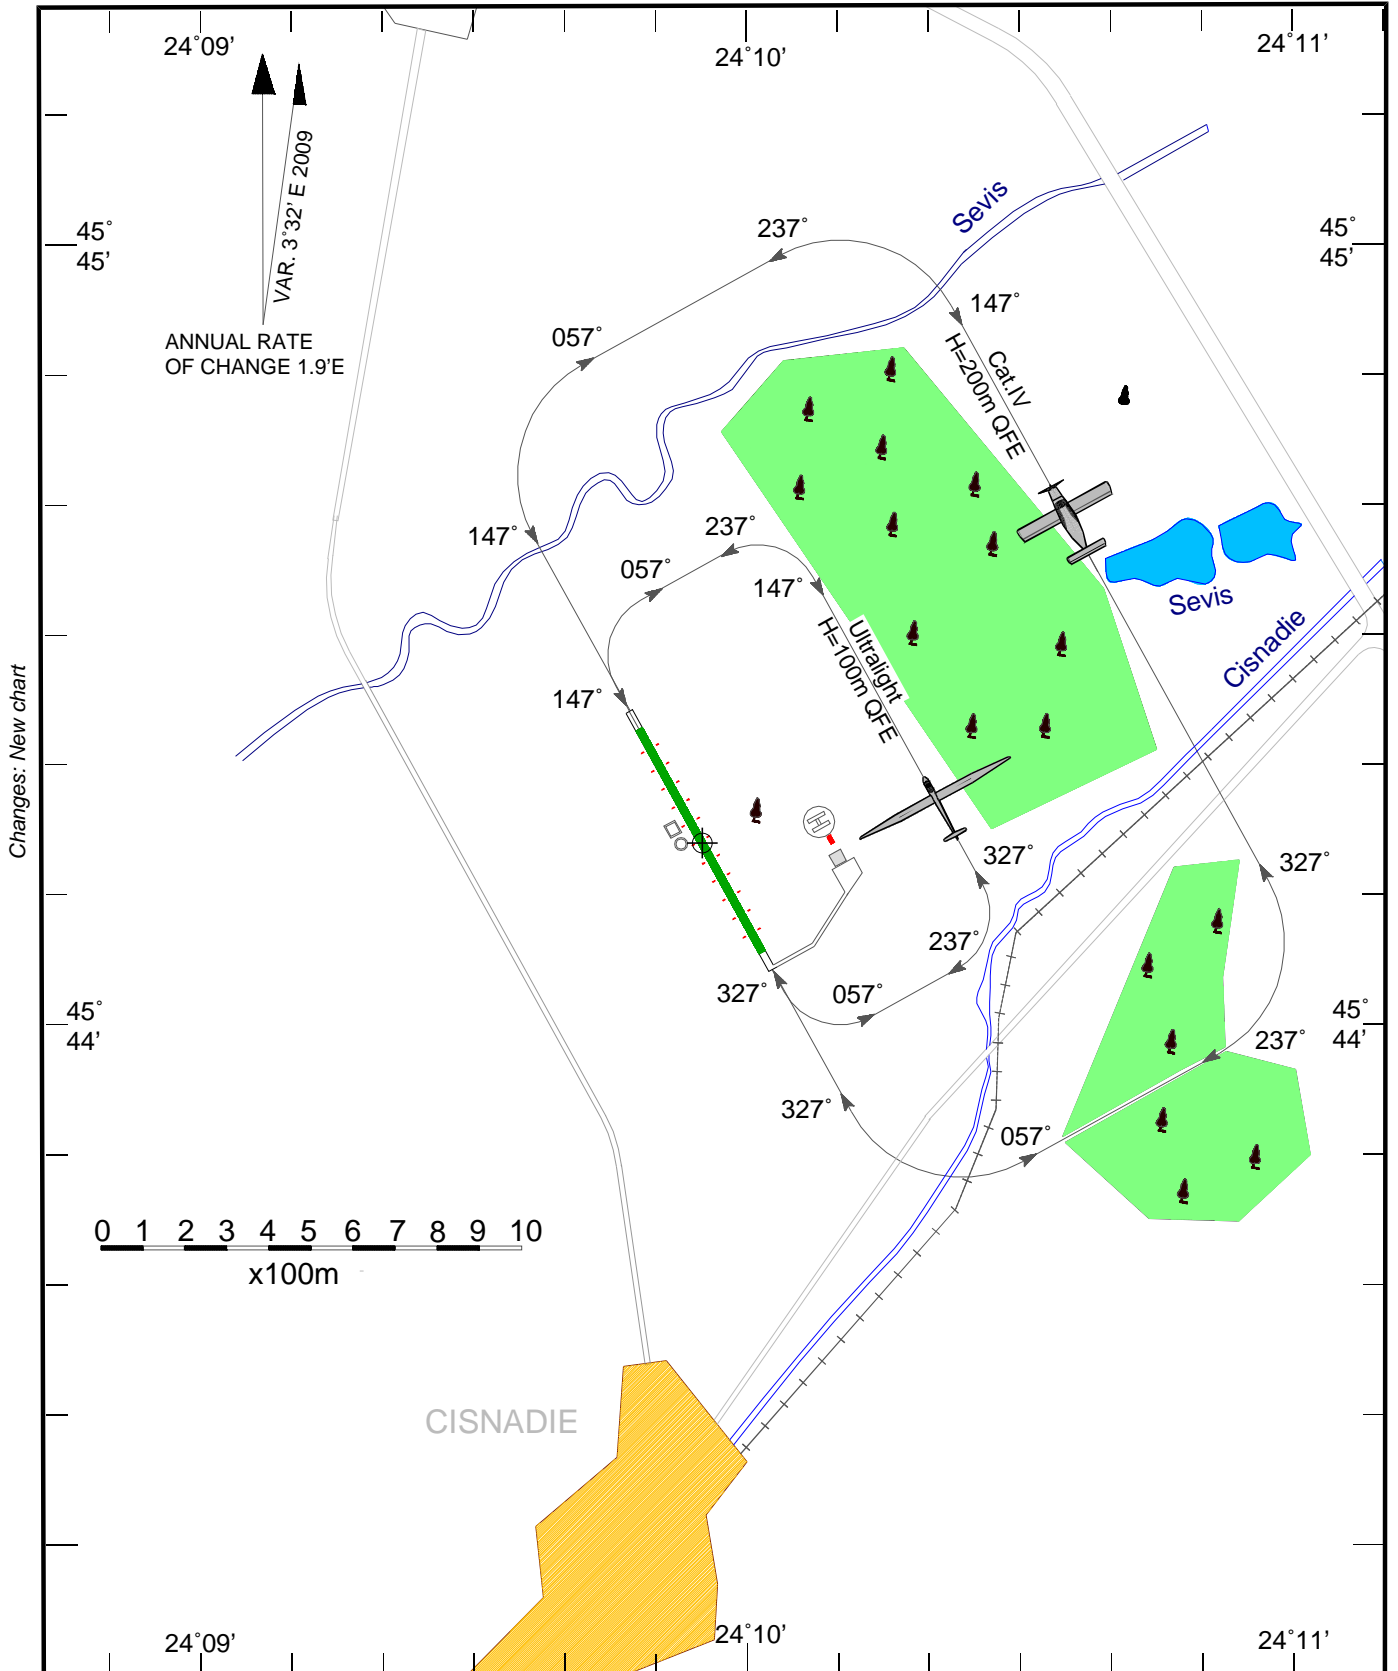 24°09'
24°10'
24°11'
VAR. 3°32' E 2009
ANNUAL RATE
OF CHANGE 1.9'E
45°
45'
45°
45'
Sevis
237°
147°
057°
Cat.IV
H=200m QFE
147°
237°
057°
147°
Ultralight
H=100m QFE
Sevis
Cisnadie
147°
Changes: New chart
327°
327°
237°
327°
057°
45°
44'
45°
44'
237°
327°
057°
0 1 2 3 4 5 6 7 8 9 10
x100m
CISNADIE
24°09'
24°10'
24°11'